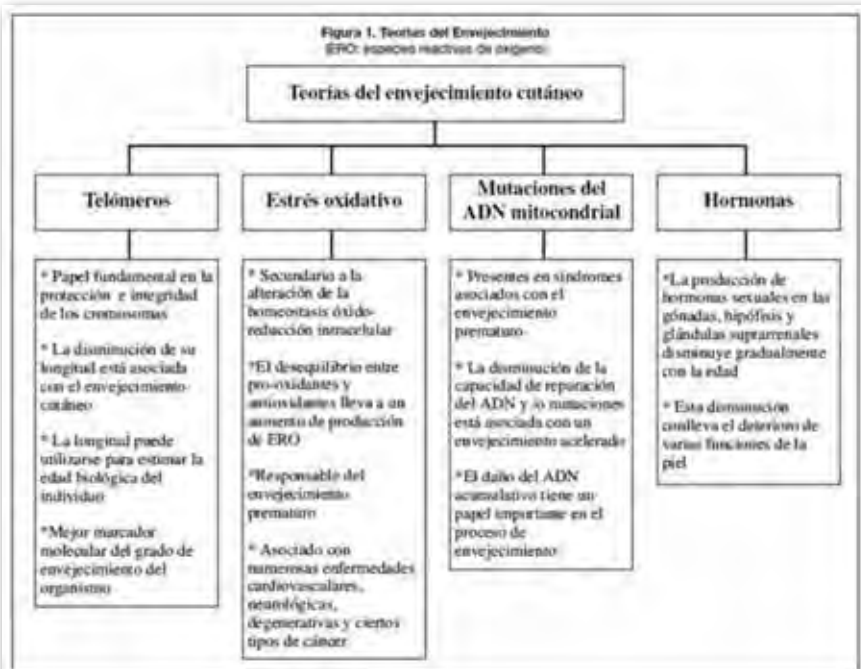 Figura 1. Teorías del Envejecimiento
(ERO: especies reactivas de oxígeno)
Teorías del envejecimiento cutáneo
Telómeros
* Papel fundamental en la
protección e integridad
de los cromosomas
* La disminución de su
longitud está asociada
con el envejecimiento
cutáneo
* La longitud puede
utilizarse para estimar la
edad biológica del
individuo
*Mejor marcador
molecular del grado de
envejecimiento del
organismo
Estrés oxidativo
* Secundario a la
alteración de la
homeostasis óxido-
reducción intracelular
*El desequilibrio entre
pro-oxidantes y
antioxidantes lleva a un
aumento de producción
de ERO
*Responsable del
envejecimiento
prematuro
* Asociado con
numerosas enfermedades
cardiovasculares,
neurológicas,
degenerativas y ciertos
tipos de cáncer
Mutaciones del
ADN mitocondrial
* Presentes en síndromes
asociados con el
envejecimiento
prematuro
* La disminución de la
capacidad de reparación
del ADN y /o mutaciones
está asociada con un
envejecimiento acelerado
*El daño del ADN
acumulativo tiene un
papel importante en el
proceso de
envejecimiento
Hormonas
*La producción de
hormonas sexuales en las
gónadas, hipófisis y
glándulas suprarrenales
disminuye gradualmente
con la edad
* Esta disminución
conlleva el deterioro de
varias funciones de la
piel